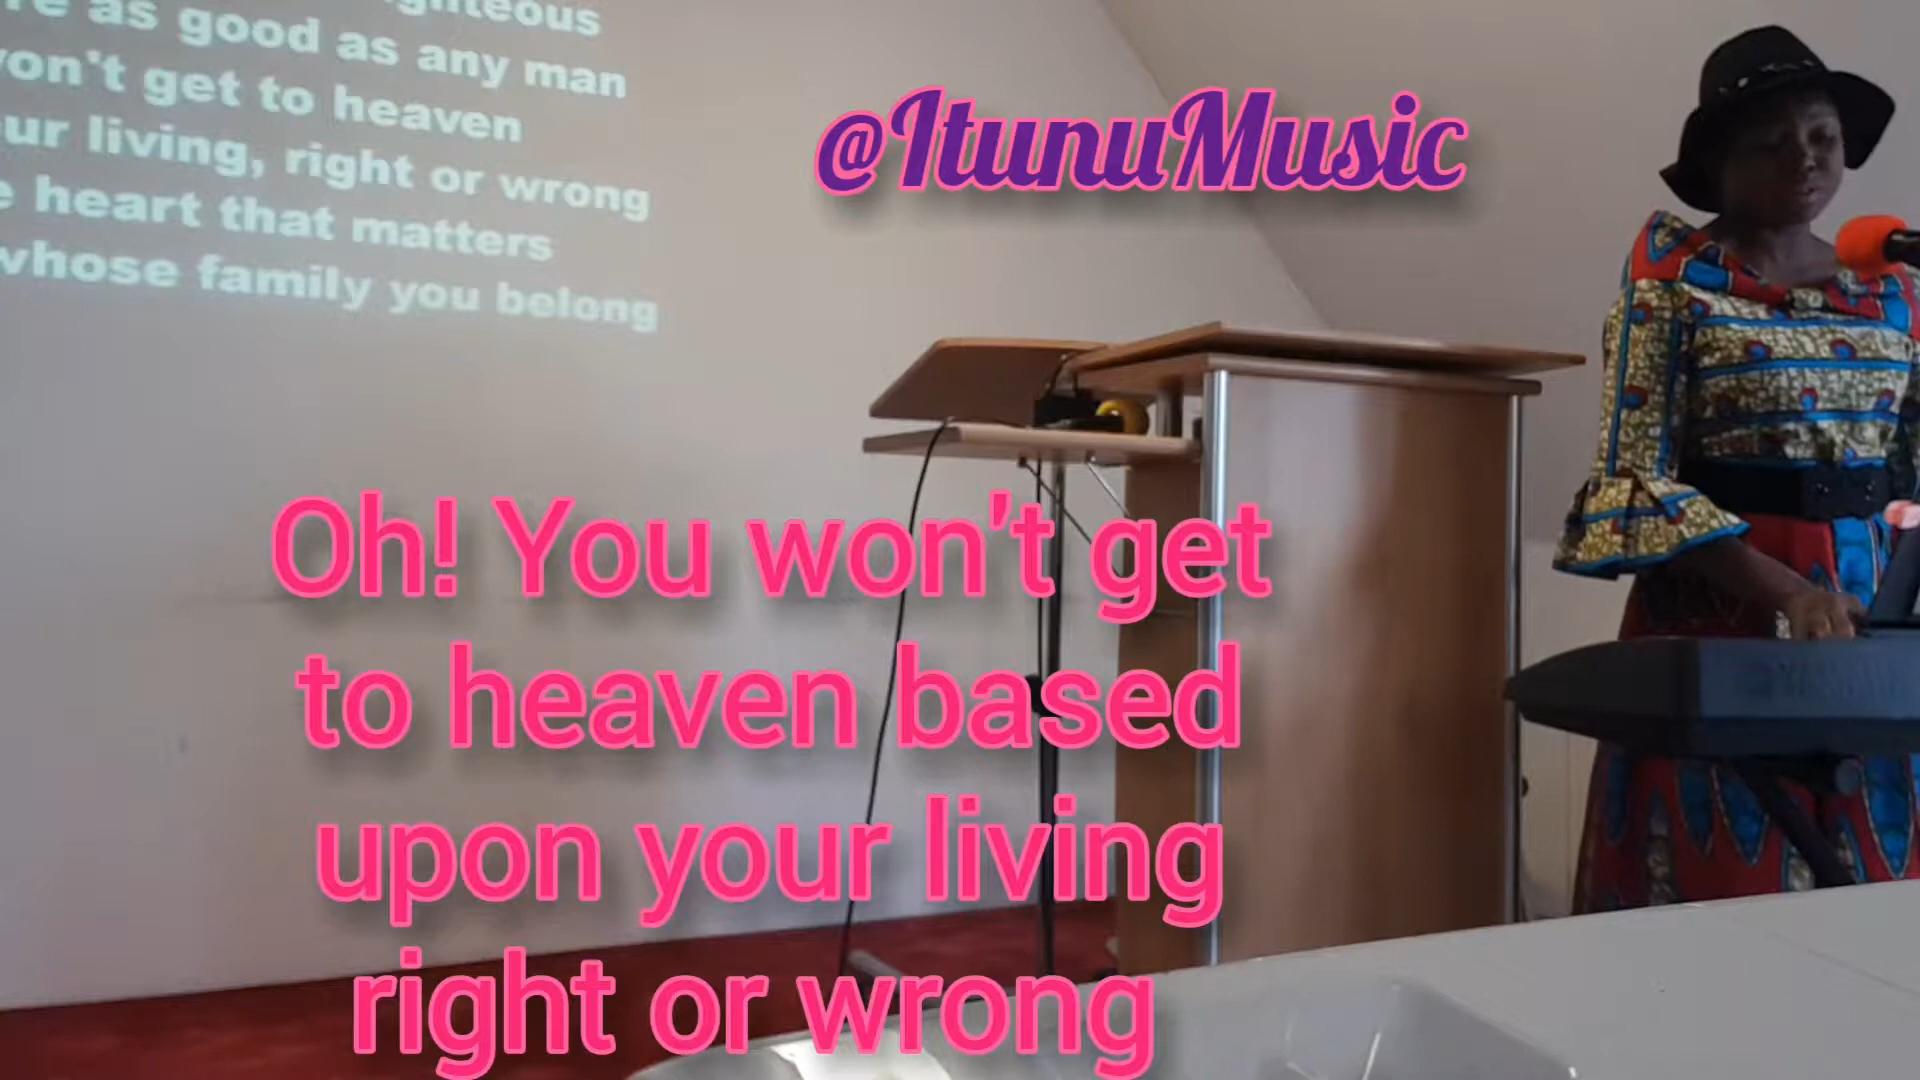 as good as any man
get to heaven
living, right or wrong
heart that matters
whose family you belong
@ItunuMusic
Oh! You won't get
to heaven based
upon your living
right or wrong